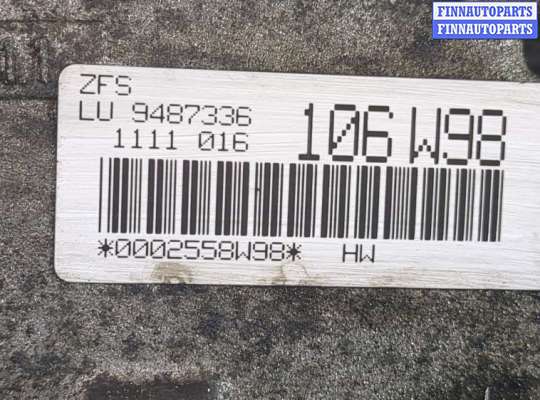 FINNAUTOPARTS
FINNAUTOPARTS
ZFS
LU 9487336
1111 016
106 W98
*0002558W98* HW